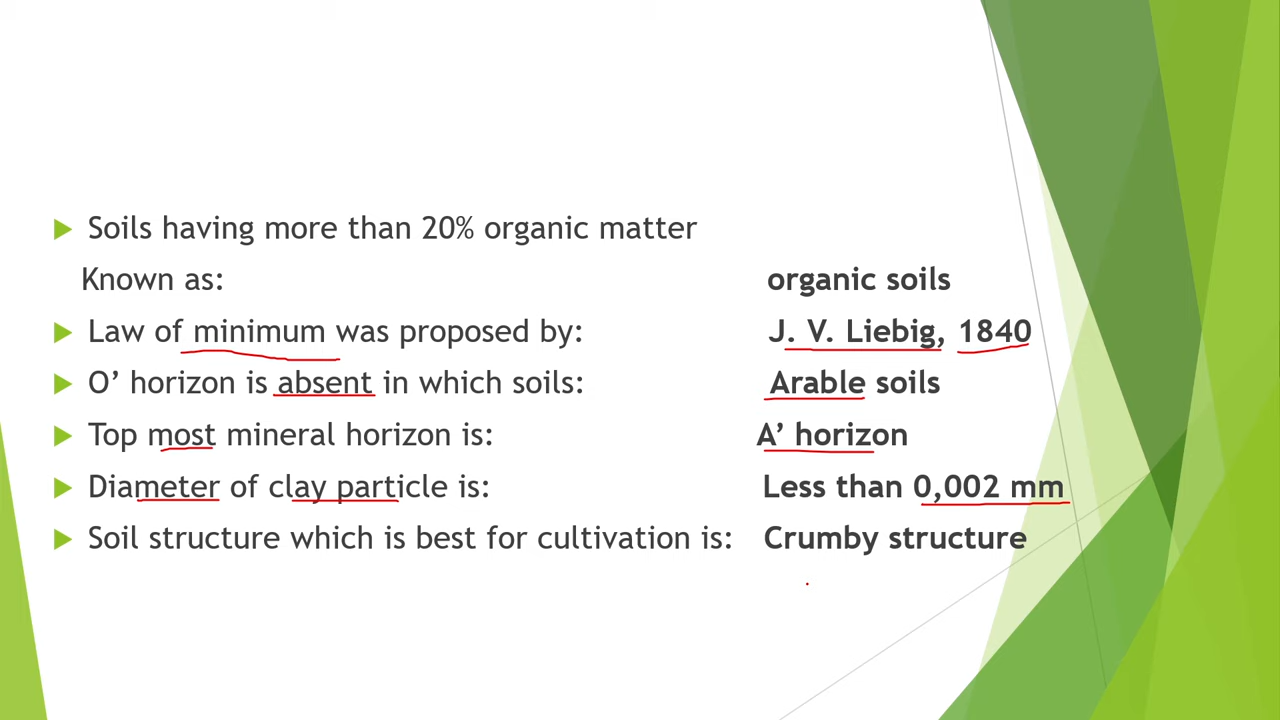 Soils having more than 20% organic matter
Known as: organic soils
Law of minimum was proposed by: J. V. Liebig, 1840
O’ horizon is absent in which soils: Arable soils
Top most mineral horizon is: A’ horizon
Diameter of clay particle is: Less than 0,002 mm
Soil structure which is best for cultivation is: Crumby structure